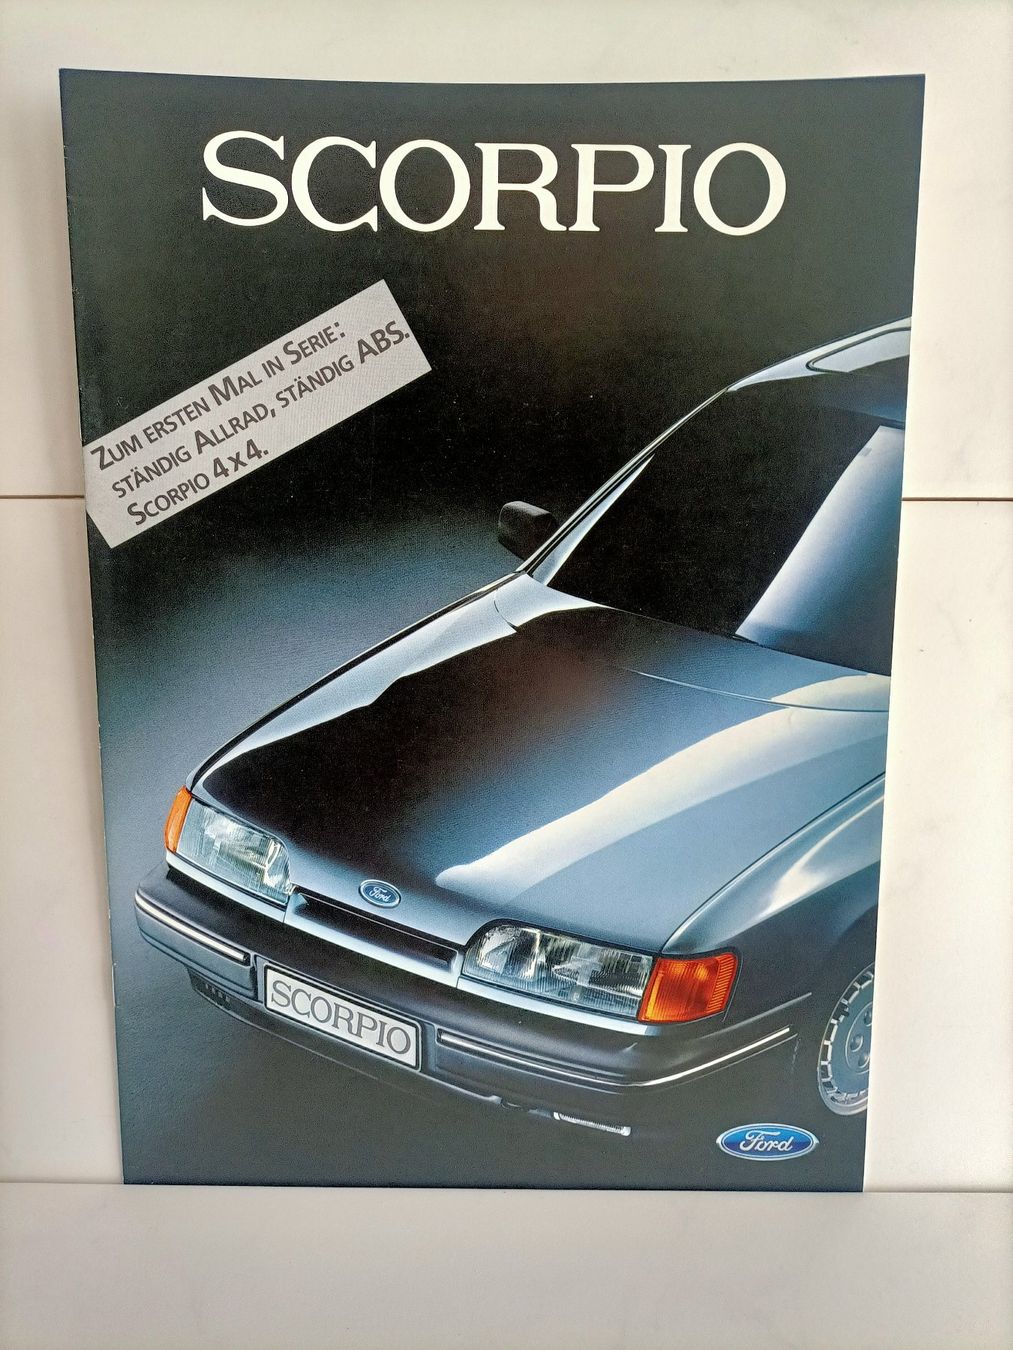 SCORPIO
ZUM ERSTEN MAL IN SERIE:
STÄNDIG ALLRAD, STÄNDIG ABS.
SCORPIO 4x4.
Ford
SCORPIO
Ford